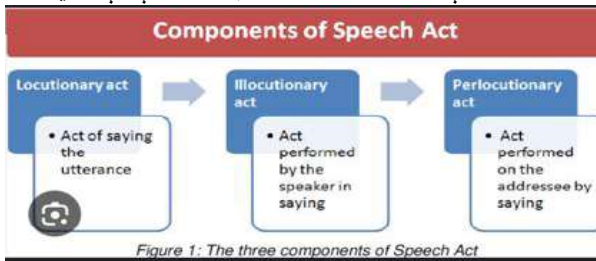 Components of Speech Act
Locutionary act
• Act of saying
the
utterance
Illocutionary
act
• Act
performed
by the
speaker in
saying
Perlocutionary
act
• Act
performed
on the
addressee by
saying
Figure 1: The three components of Speech Act